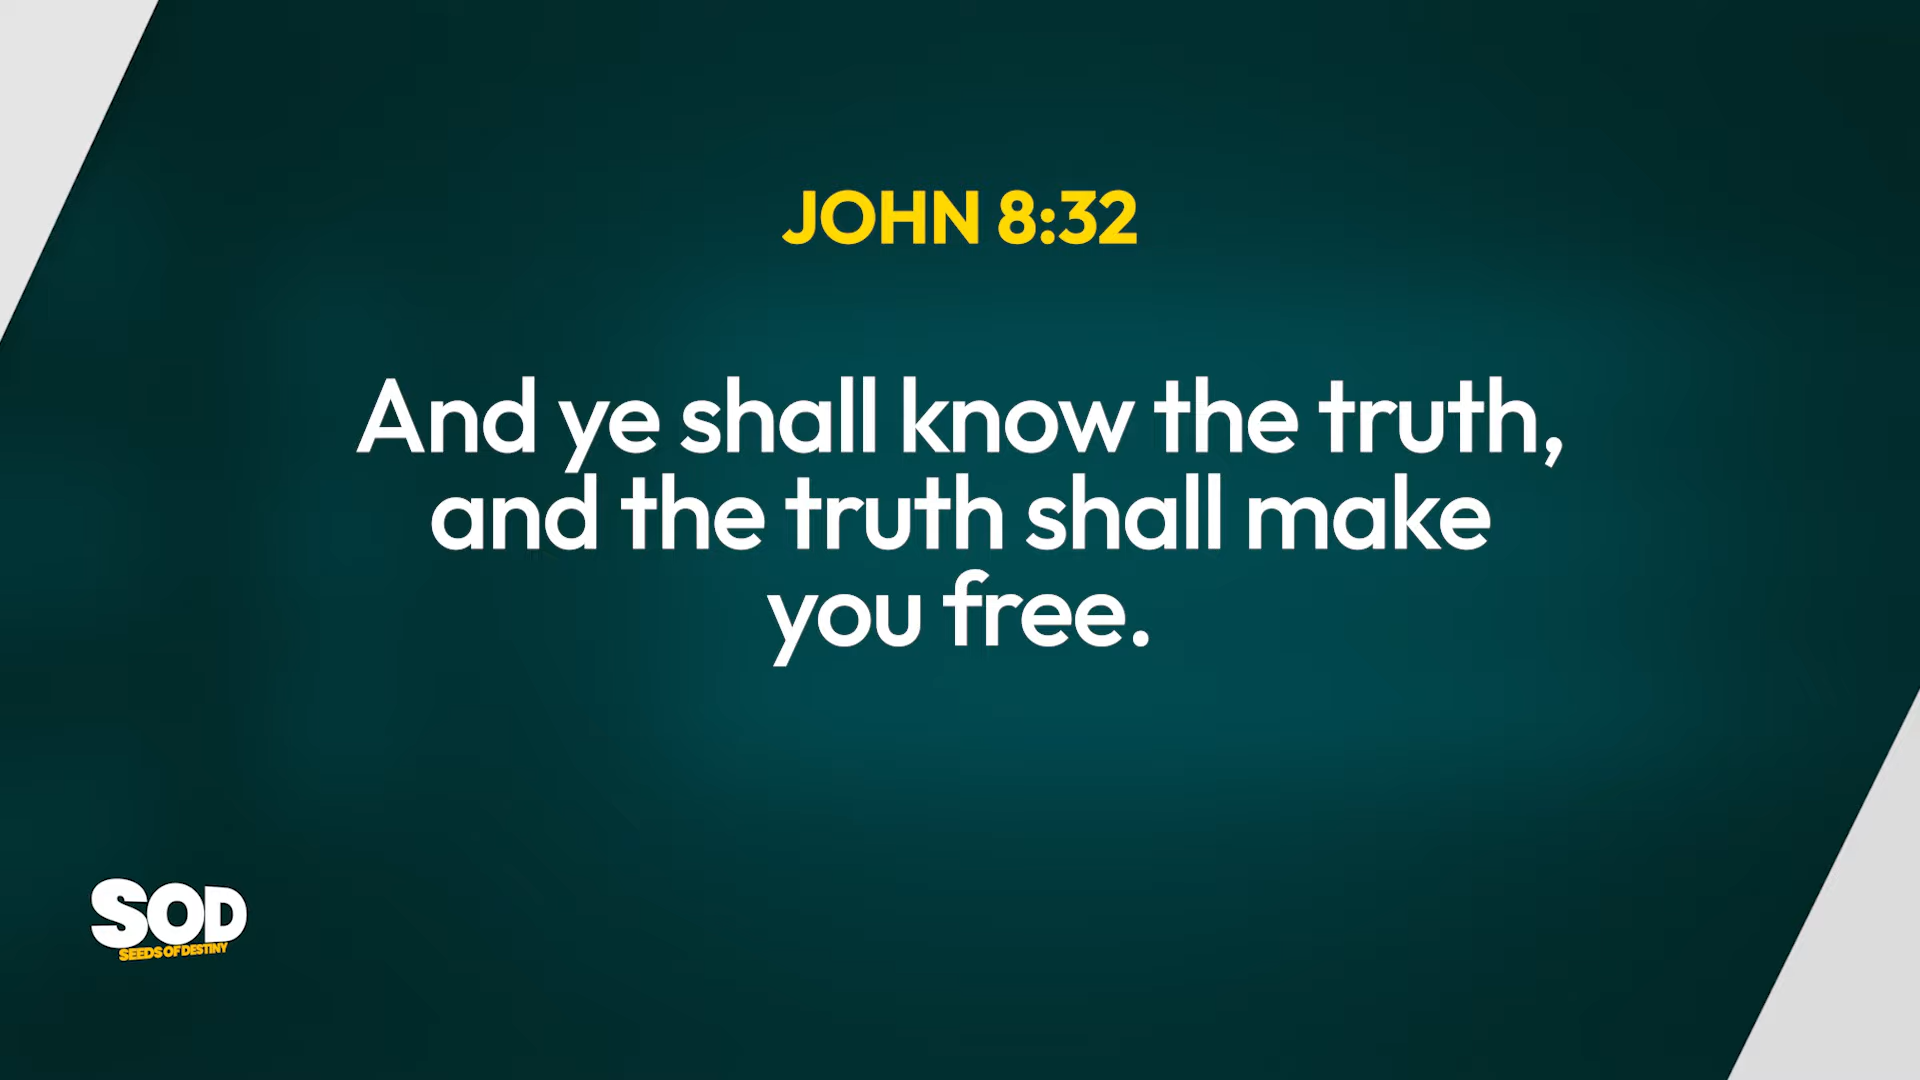 JOHN 8:32
And ye shall know the truth,
and the truth shall make
you free.
SOD
SEEDS OF DESTINY